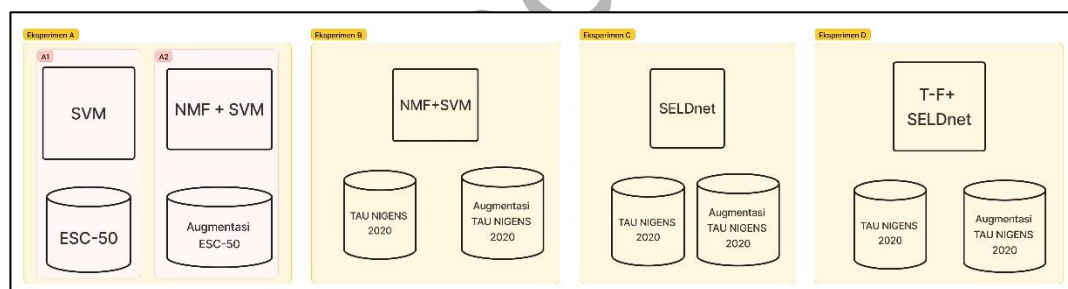 Eksperimen A
A1
SVM
ESC-50
A2
NMF + SVM
Augmentasi
ESC-50
Eksperimen B
NMF+SVM
TAU NIGENS
2020
Augmentasi
TAU NIGENS
2020
Eksperimen C
SELDnet
TAU NIGENS
2020
Augmentasi
TAU NIGENS
2020
Eksperimen D
T-F+
SELDnet
TAU NIGENS
2020
Augmentasi
TAU NIGENS
2020